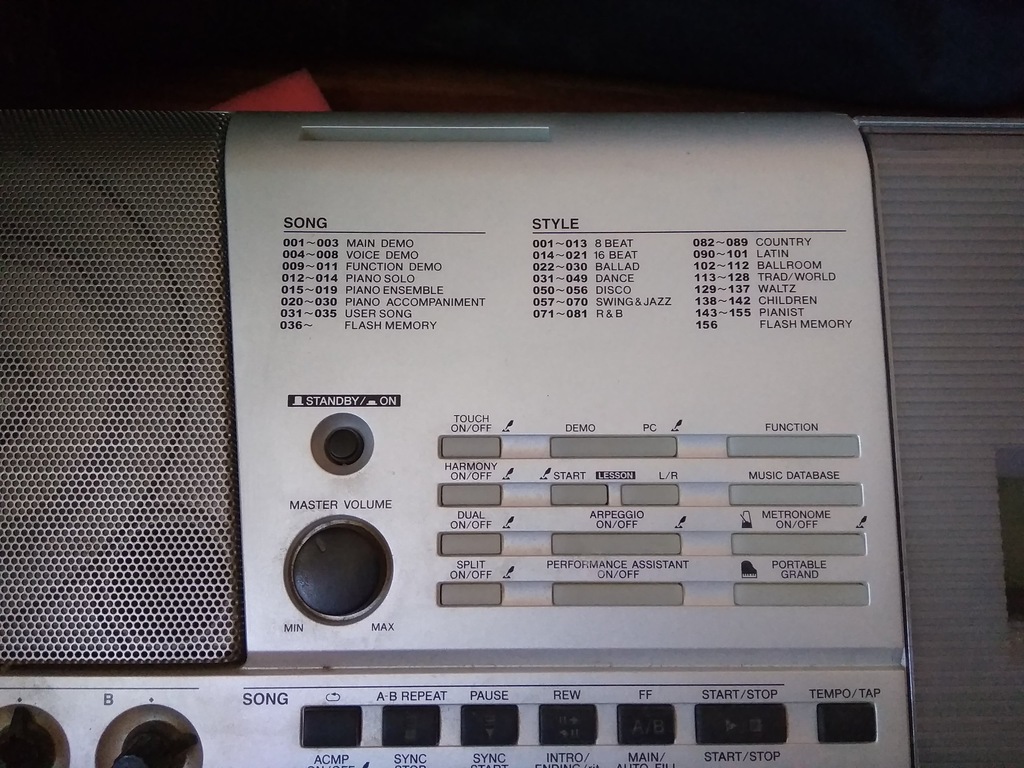 SONG
001~003 MAIN DEMO
004~008 VOICE DEMO
009~011 FUNCTION DEMO
012~014 PIANO SOLO
015~019 PIANO ENSEMBLE
020~030 PIANO ACCOMPANIMENT
031~035 USER SONG
036~ FLASH MEMORY
STYLE
001~013 8 BEAT
014~021 16 BEAT
022~030 BALLAD
031~049 DANCE
050~056 DISCO
057~070 SWING & JAZZ
071~081 R & B
082~089 COUNTRY
090~101 LATIN
102~112 BALLROOM
113~128 TRAD/WORLD
129~137 WALTZ
138~142 CHILDREN
143~155 PIANIST
156 FLASH MEMORY
STANDBY/ ON
MASTER VOLUME
MIN MAX
TOUCH
ON/OFF
DEMO PC
FUNCTION
HARMONY
ON/OFF
START LESSON L/R
MUSIC DATABASE
DUAL
ON/OFF
ARPEGGIO
ON/OFF
METRONOME
ON/OFF
SPLIT
ON/OFF
PERFORMANCE ASSISTANT
ON/OFF
PORTABLE
GRAND
B
SONG A-B REPEAT PAUSE REW FF START/STOP TEMPO/TAP
A/B
ACMP
ON/OFF
SYNC
STOP
SYNC
START
INTRO/
ENDING/rit.
MAIN/
AUTO FILL
START/STOP